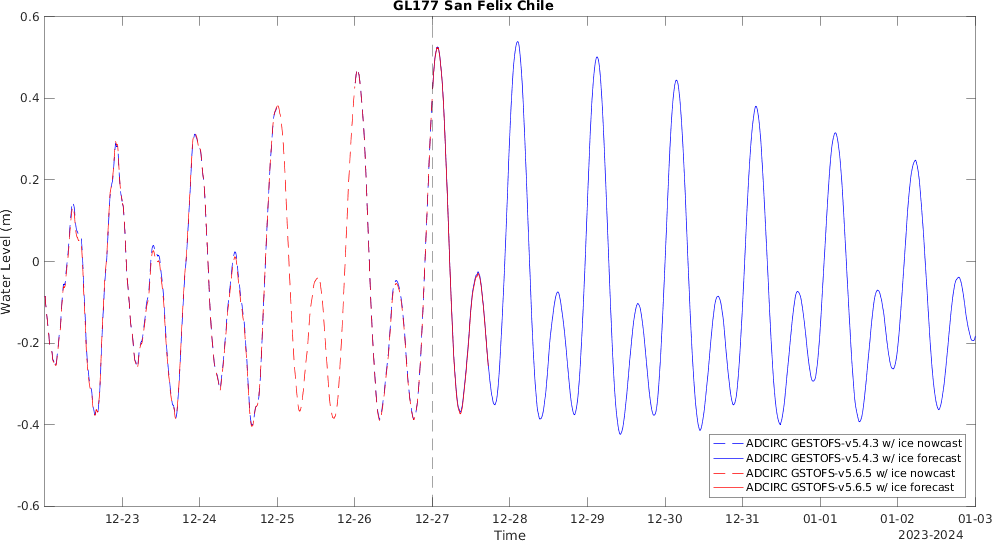 GL177 San Felix Chile
0.6
0.4
0.2
0
-0.2
-0.4
-0.6
Water Level (m)
ADCIRC GESTOFS-v5.4.3 w/ ice nowcast
ADCIRC GESTOFS-v5.4.3 w/ ice forecast
ADCIRC GSTOFS-v5.6.5 w/ ice nowcast
ADCIRC GSTOFS-v5.6.5 w/ ice forecast
12-23 12-24 12-25 12-26 12-27 12-28 12-29 12-30 12-31 01-01 01-02 01-03
Time
2023-2024